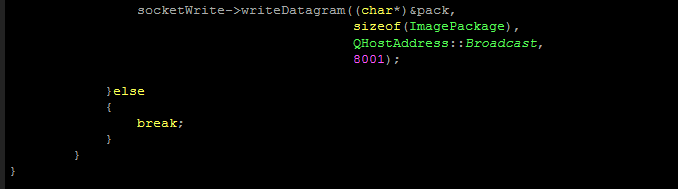 socketWrite->writeDatagram((char*)&pack,
sizeof(ImagePackage),
QHostAddress::Broadcast,
8001);
}else
{
break;
}
}
}